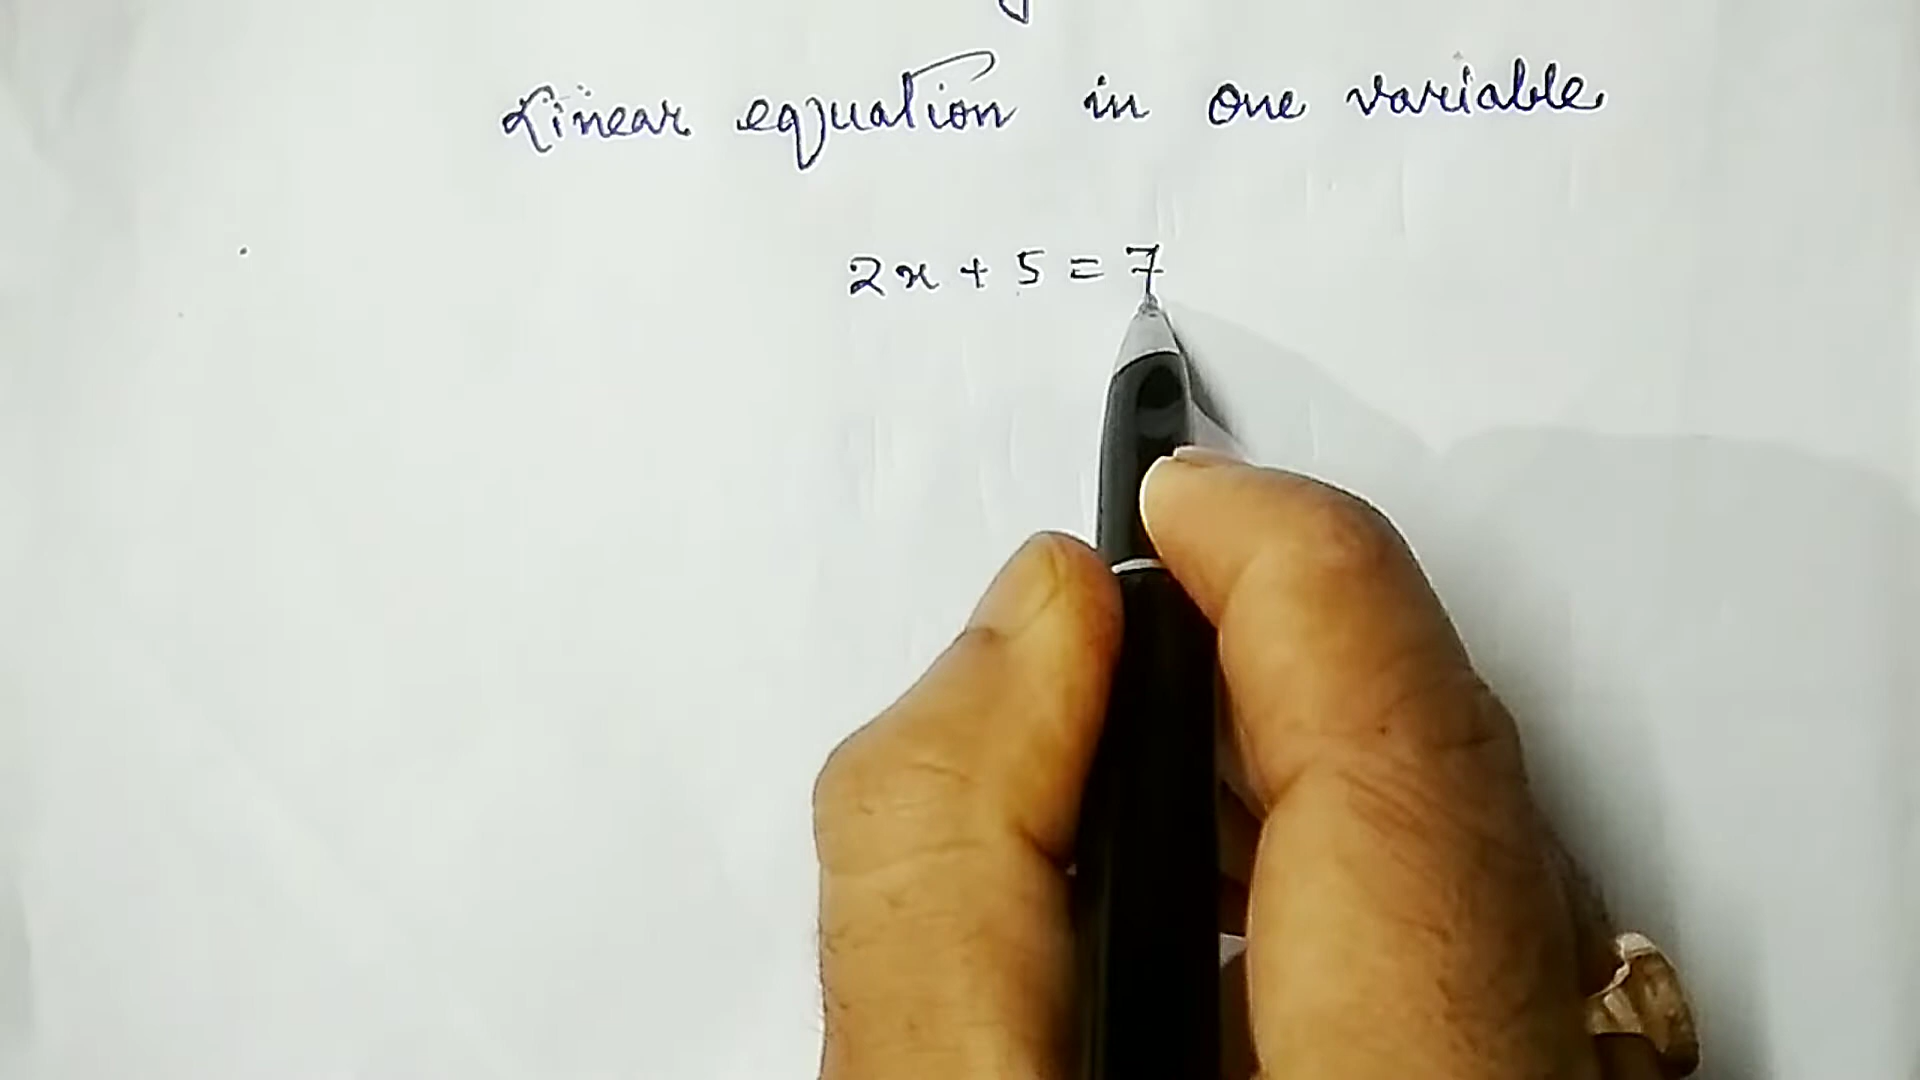 Linear equation in one variable
2x + 5 = 7